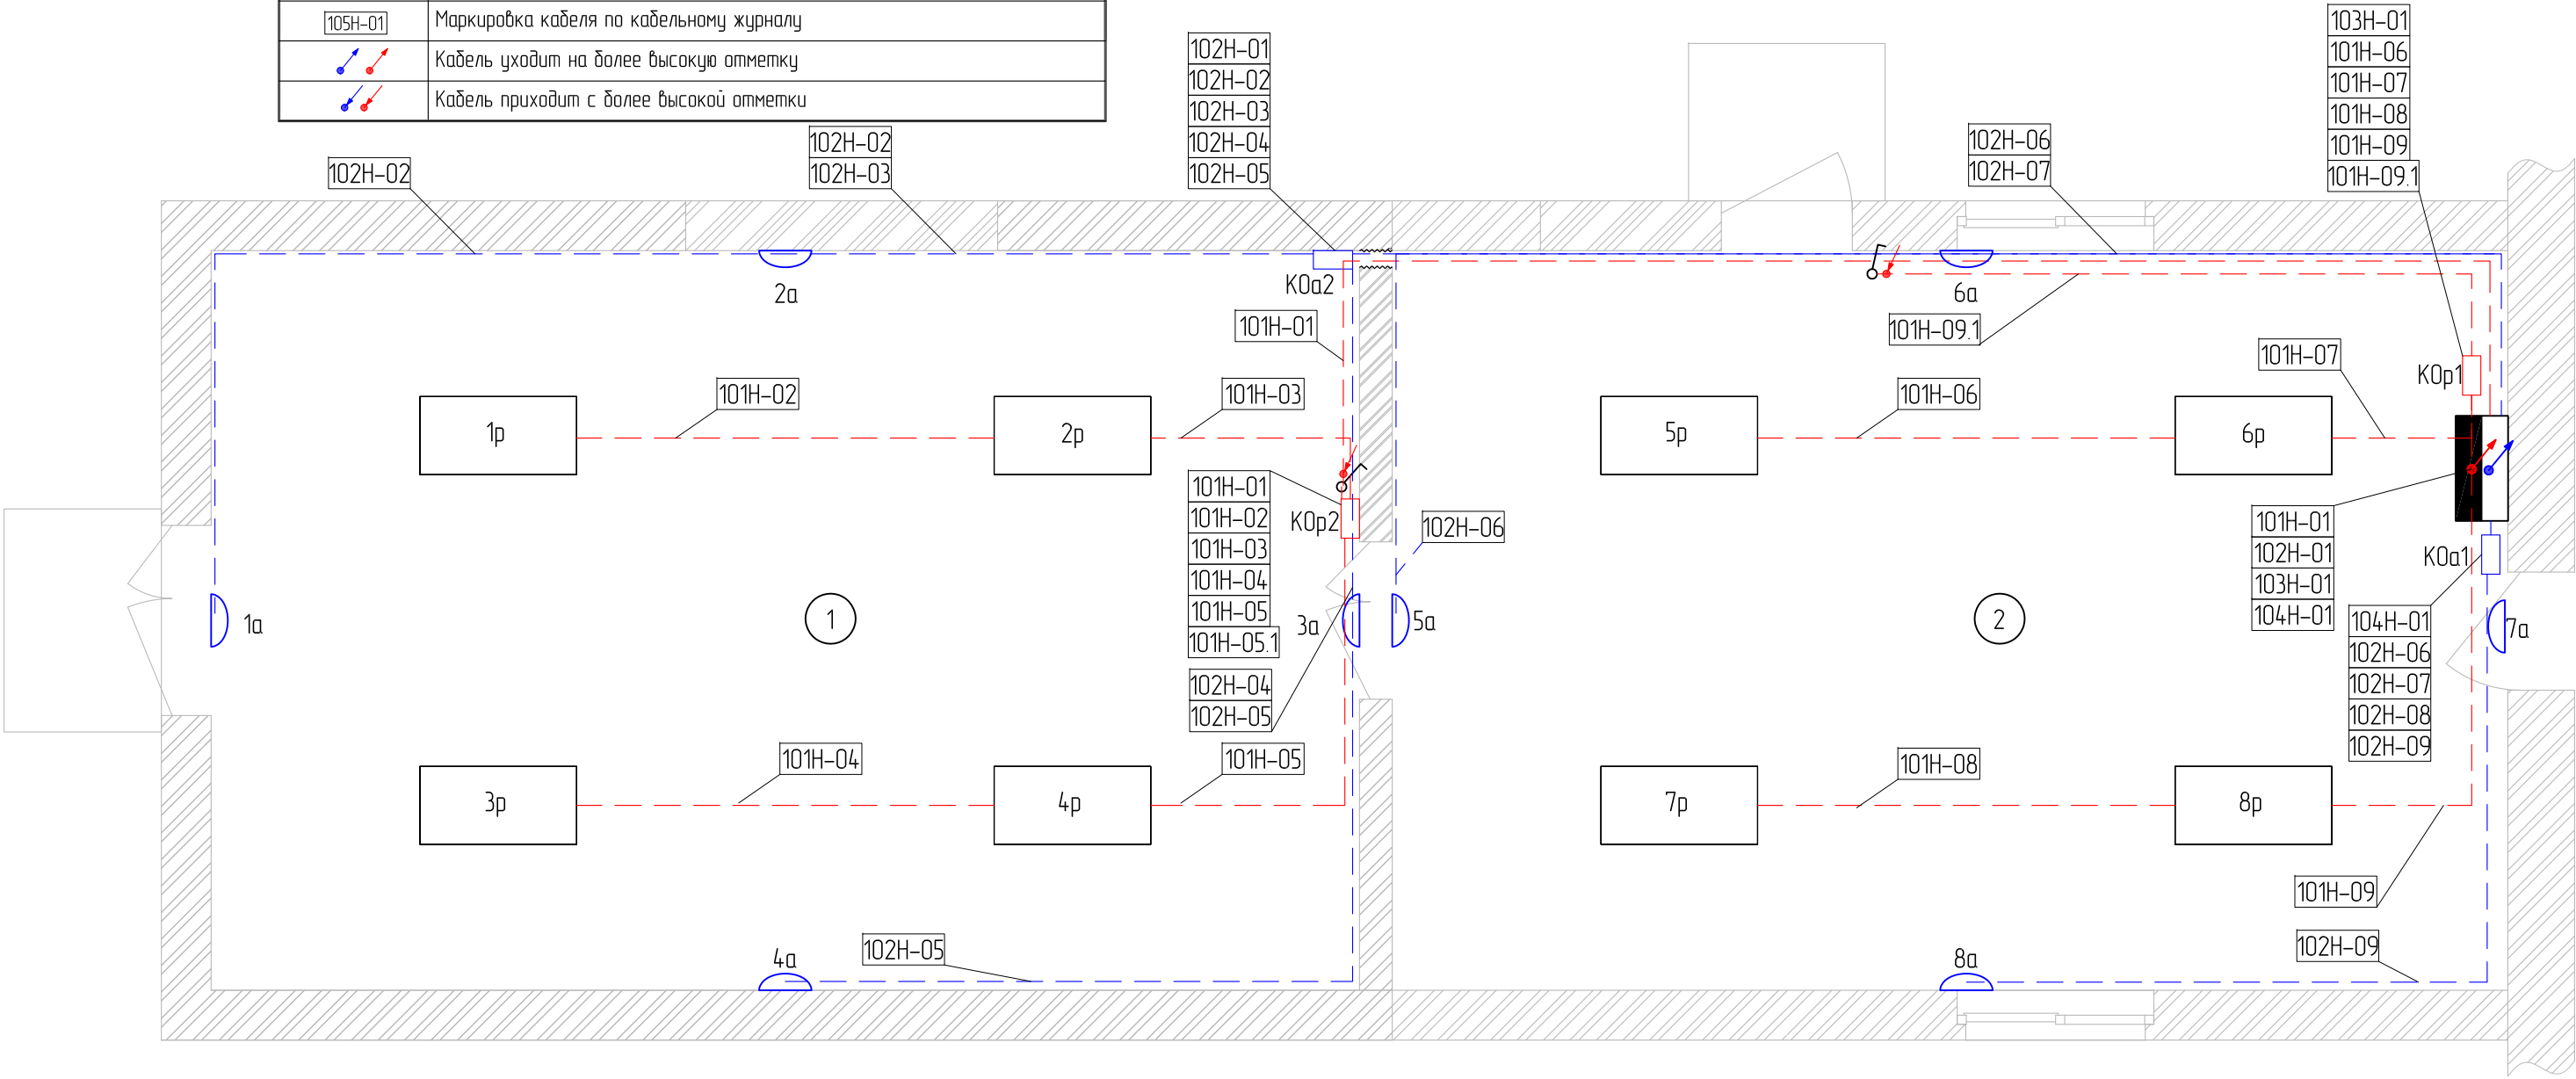 105Н-01 Маркировка кабеля по кабельному журналу
Кабель уходит на более высокую отметку
Кабель приходит с более высокой отметки
102Н-02
102Н-02
102Н-03
102Н-01
102Н-02
102Н-03
102Н-04
102Н-05
102Н-06
102Н-07
103Н-01
101Н-06
101Н-07
101Н-08
101Н-09
101Н-09.1
2а
КОа2
6а
101Н-01
101Н-09.1
101Н-07
КОр1
101Н-02
101Н-03
101Н-06
1р
2р
5р
6р
101Н-01
101Н-02
101Н-03
101Н-04
101Н-05
101Н-05.1
КОр2
102Н-06
101Н-01
102Н-01
103Н-01
104Н-01
КОа1
1а
1
3а
5а
2
7а
104Н-01
102Н-06
102Н-07
102Н-08
102Н-09
102Н-04
102Н-05
101Н-04
101Н-05
101Н-08
3р
4р
7р
8р
101Н-09
4а
102Н-05
8а
102Н-09